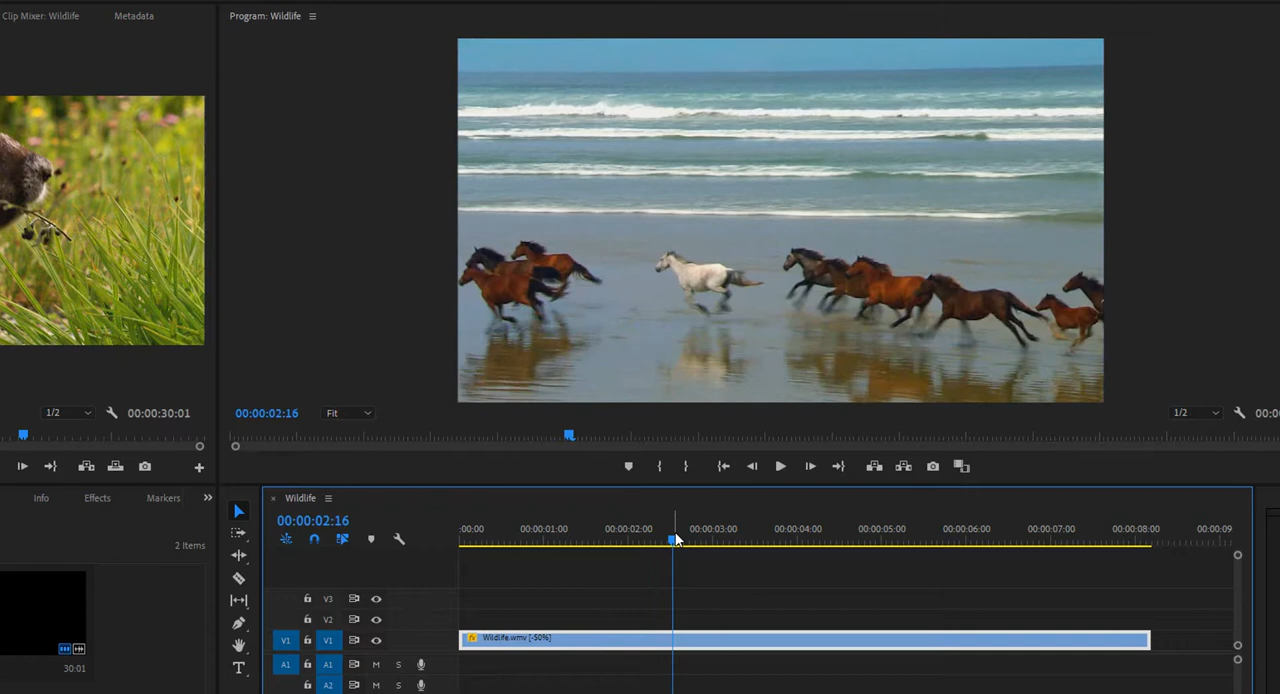 Clip Mixer: Wildlife
Metadata
Program: Wildlife
1/2
00:00:30:01
00:00:02:16
Fit
1/2
00:00
Info
Effects
Markers
2 Items
30:01
Wildlife
00:00:02:16
:00:00
00:00:01:00
00:00:02:00
00:00:03:00
00:00:04:00
00:00:05:00
00:00:06:00
00:00:07:00
00:00:08:00
00:00:09
V3
V2
V1
V1
fx
Wildlife.wmv [-50%]
A1
A1
M
S
A2
M
S
T